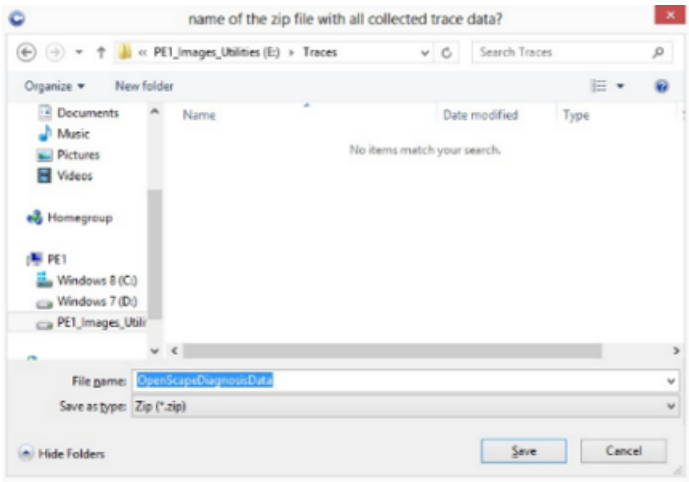 name of the zip file with all collected trace data?
« PE1_Images_Utilities (E:) Traces Search Traces
Organize New folder
Documents Name Date modified Type
Music
No items match your search.
Pictures
Videos
Homegroup
PE1
Windows 8 (C:)
Windows 7 (D:)
PE1_Images_Utili
File name: OpenScapeDiagnosisData
Save as type: Zip (*.zip)
Hide Folders Save Cancel